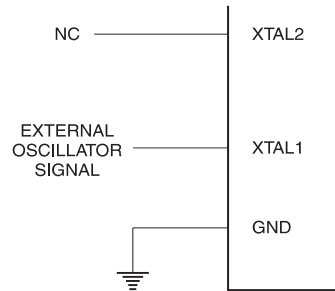 NC XTAL2
EXTERNAL
OSCILLATOR XTAL1
SIGNAL
GND